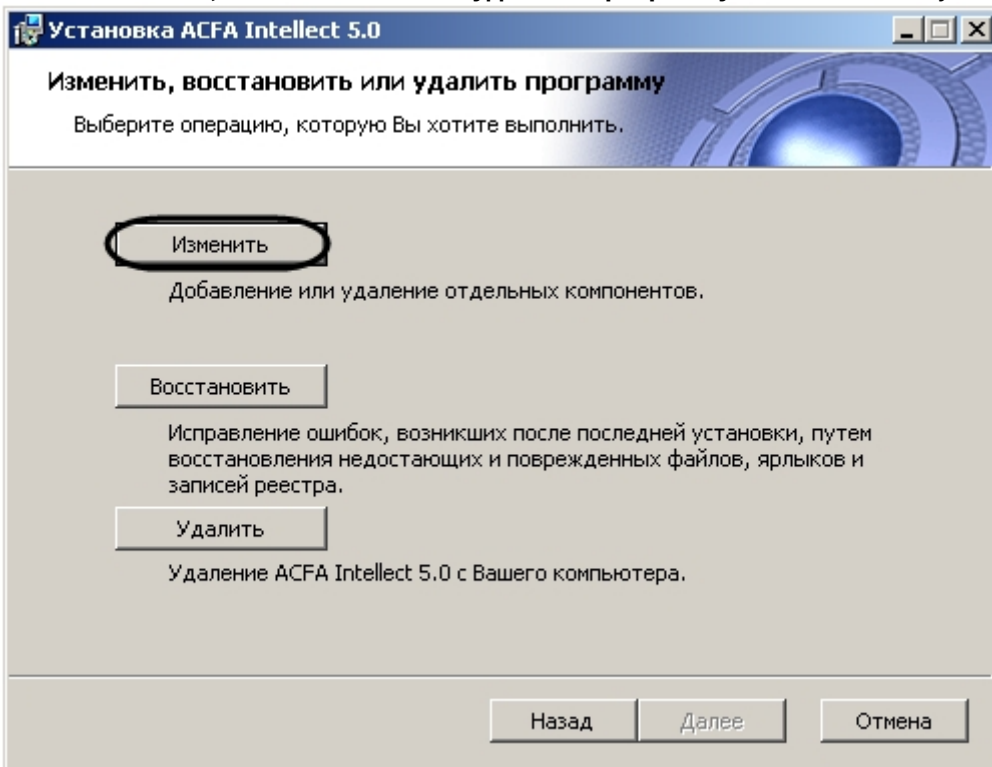 Установка ACFA Intellect 5.0
Изменить, восстановить или удалить программу
Выберите операцию, которую Вы хотите выполнить.
Изменить
Добавление или удаление отдельных компонентов.
Восстановить
Исправление ошибок, возникших после последней установки, путем
восстановления недостающих и поврежденных файлов, ярлыков и
записей реестра.
Удалить
Удаление ACFA Intellect 5.0 с Вашего компьютера.
Назад Далее Отмена